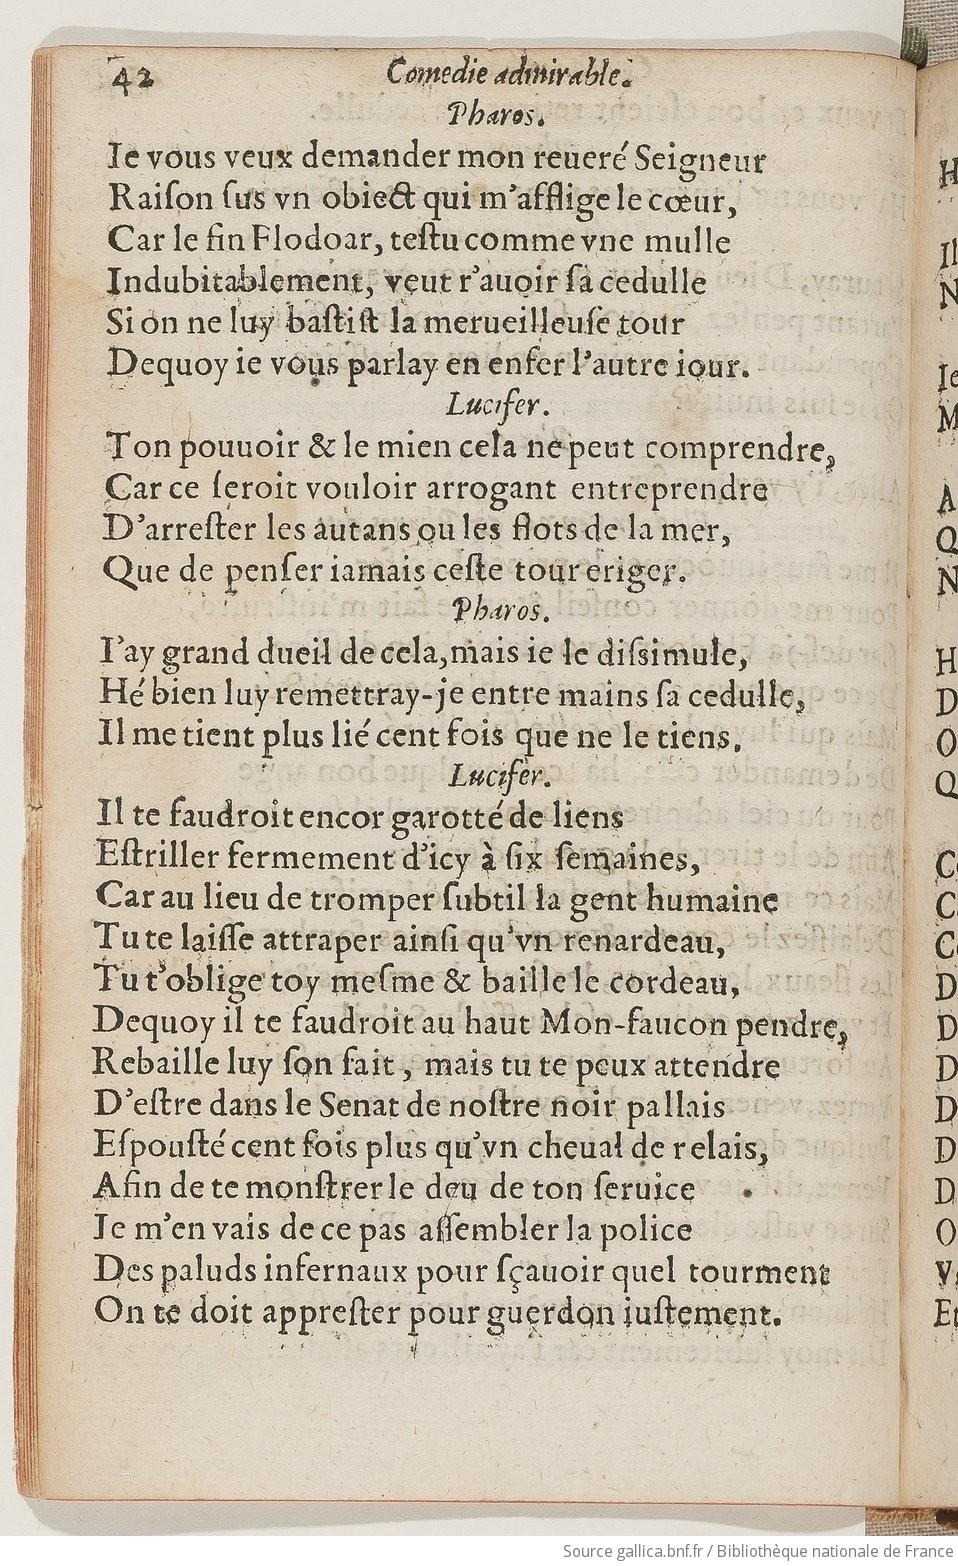 42 Comedie admirable.
Pharos.
Ie vous veux demander mon reueré Seigneur
Raiſon ſus vn obiect qui m'afflige le cœur,
Car le fin Flodoar, teſtu comme vne mulle
Indubitablement, veut r'auoir ſa cedulle
Si on ne luy baſtiſt la merueilleuſe tour
Dequoy ie vous parlay en enfer l'autre iour.
Lucifer.
Ton pouuoir & le mien cela ne peut comprendre,
Car ce ſeroit vouloir arrogant entreprendre
D'arreſter les autans ou les flots de la mer,
Que de penſer iamais ceſte tour eriger.
Pharos.
I'ay grand dueil de cela, mais ie le diſsimule,
Hé bien luy remettray-je entre mains ſa cedulle,
Il me tient plus lié cent fois que ne le tiens.
Lucifer.
Il te faudroit encor garotté de liens
Eſtriller fermement d'icy à ſix ſemaines,
Car au lieu de tromper ſubtil la gent humaine
Tu te laiſſe attraper ainſi qu'vn renardeau,
Tu t'oblige toy meſme & baille le cordeau,
Dequoy il te faudroit au haut Mon-faucon pendre,
Rebaille luy ſon fait, mais tu te peux attendre
D'eſtre dans le Senat de noſtre noir pallais
Eſpouſté cent fois plus qu'vn cheual de relais,
Afin de te monſtrer le deu de ton ſeruice
Ie m'en vais de ce pas aſſembler la police
Des paluds infernaux pour ſçauoir quel tourment
On te doit appreſter pour guerdon iuſtement.
Source gallica.bnf.fr / Bibliothèque nationale de France